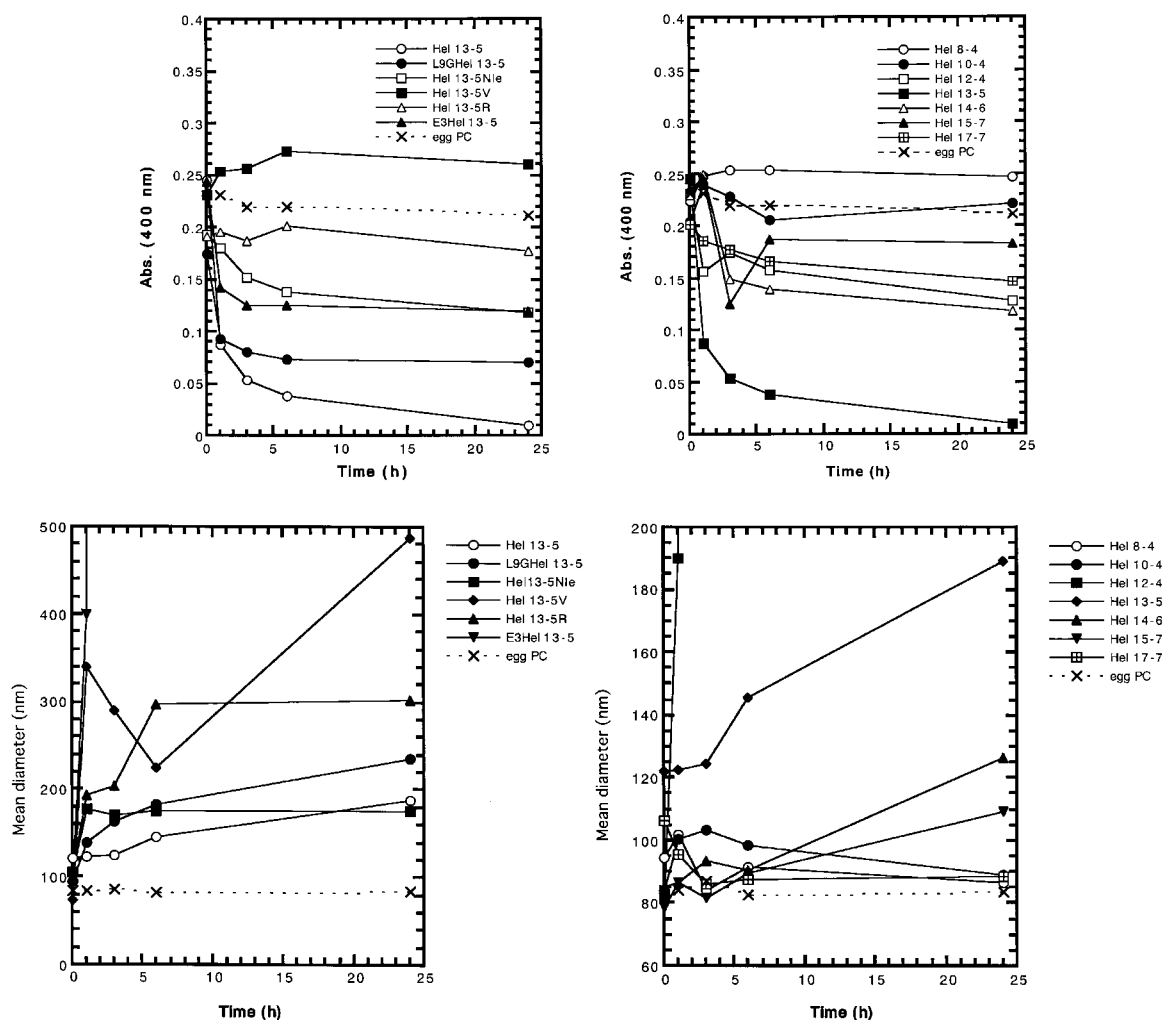 0.4
0.35
0.3
0.25
0.2
0.15
0.1
0.05
0
Abs. (400 nm)
Hel 13-5
L9GHel 13-5
Hel 13-5Nle
Hel 13-5V
Hel 13-5R
E3Hel 13-5
egg PC
0 5 10 15 20 25
Time (h)
0.4
0.35
0.3
0.25
0.2
0.15
0.1
0.05
0
Abs. (400 nm)
Hel 8-4
Hel 10-4
Hel 12-4
Hel 13-5
Hel 14-6
Hel 15-7
Hel 17-7
egg PC
0 5 10 15 20 25
Time (h)
500
400
300
200
100
0
Mean diameter (nm)
Hel 13-5
L9GHel 13-5
Hel13-5Nle
Hel 13-5V
Hel 13-5R
E3Hel 13-5
egg PC
0 5 10 15 20 25
Time (h)
200
180
160
140
120
100
80
60
Mean diameter (nm)
Hel 8-4
Hel 10-4
Hel 12-4
Hel 13-5
Hel 14-6
Hel 15-7
Hel 17-7
egg PC
0 5 10 15 20 25
Time (h)